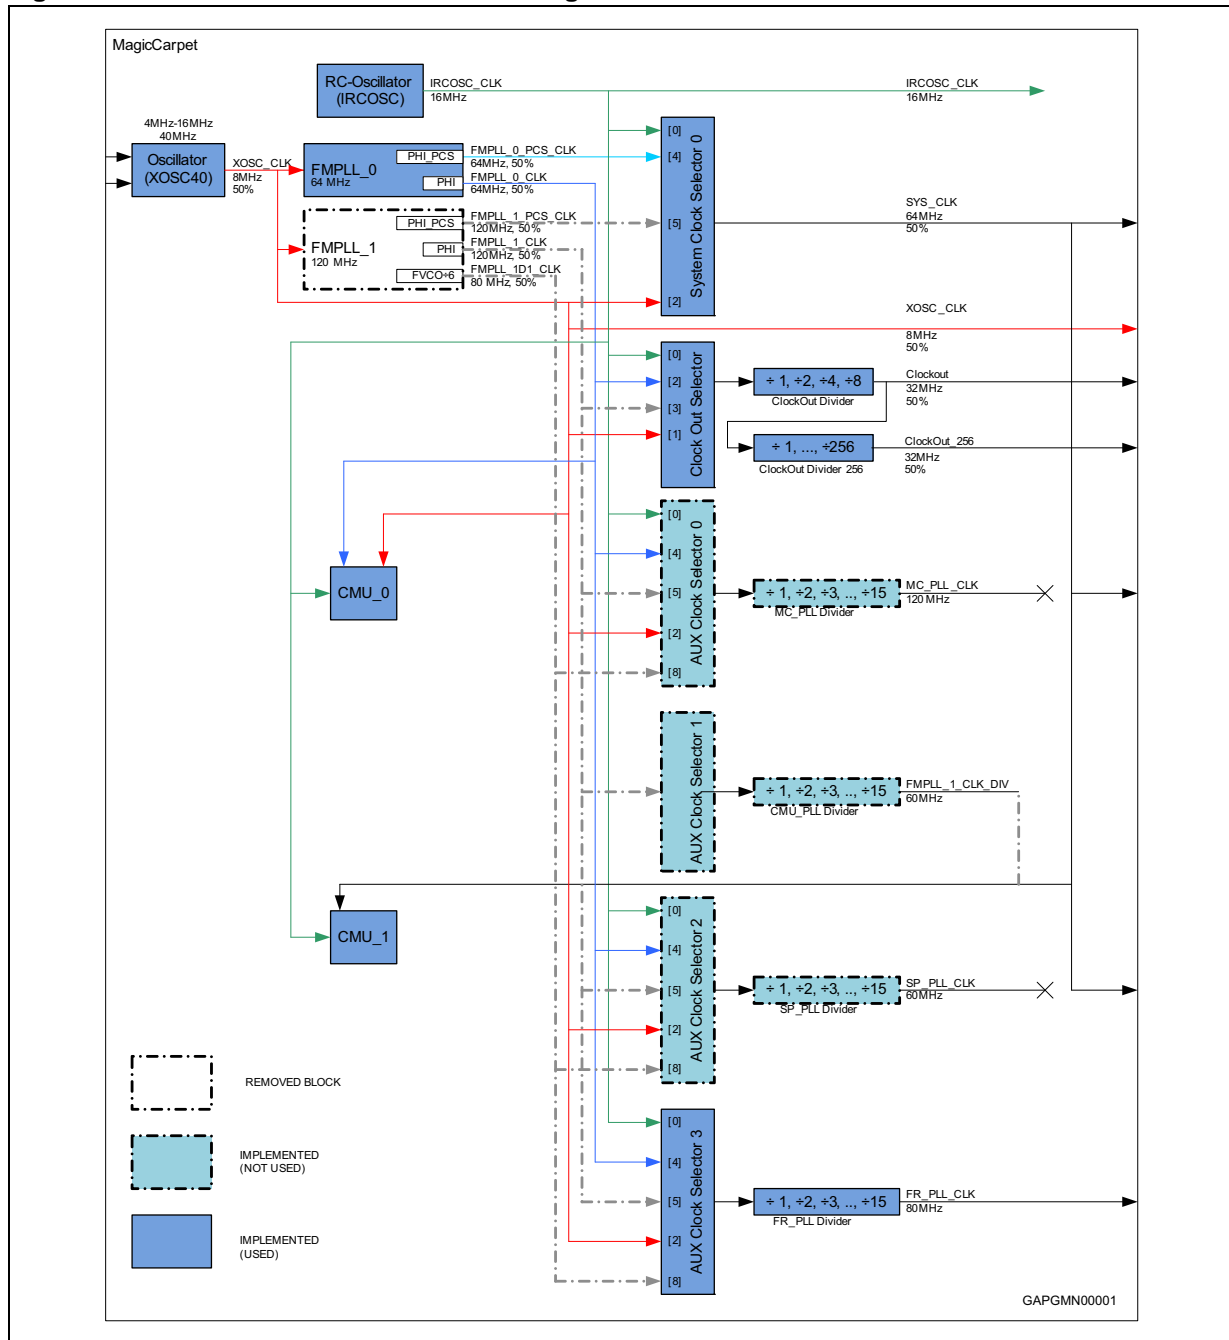 MagicCarpet
RC-Oscillator
(IRCOSC)
IRCOSC_CLK
16MHz
IRCOSC_CLK
16MHz
4MHz-16MHz
40MHz
Oscillator
(XOSC40)
XOSC_CLK
8MHz
50%
FMPLL_0
64 MHz
PHI_PCS
PHI
FMPLL_0_PCS_CLK
64MHz, 50%
FMPLL_0_CLK
64MHz, 50%
FMPLL_1
120 MHz
PHI_PCS
PHI
FVCO÷6
FMPLL_1_PCS_CLK
120MHz, 50%
FMPLL_1_CLK
120MHz, 50%
FMPLL_1D1_CLK
80 MHz, 50%
[0]
[4]
[5]
[2]
System Clock Selector 0
SYS_CLK
64MHz
50%
XOSC_CLK
8MHz
50%
[0]
[2]
[3]
[1]
Clock Out Selector
÷ 1, ÷2, ÷4, ÷8
ClockOut Divider
Clockout
32MHz
50%
÷ 1, ..., ÷256
ClockOut Divider 256
ClockOut_256
32MHz
50%
CMU_0
[0]
[4]
[5]
[2]
[8]
AUX Clock Selector 0
÷ 1, ÷2, ÷3, .., ÷15
MC_PLL Divider
MC_PLL_CLK
120 MHz
AUX Clock Selector 1
÷ 1, ÷2, ÷3, .., ÷15
CMU_PLL Divider
FMPLL_1_CLK_DIV
60MHz
CMU_1
[0]
[4]
[5]
[2]
[8]
AUX Clock Selector 2
÷ 1, ÷2, ÷3, .., ÷15
SP_PLL Divider
SP_PLL_CLK
60MHz
[0]
[4]
[5]
[2]
[8]
AUX Clock Selector 3
÷ 1, ÷2, ÷3, .., ÷15
FR_PLL Divider
FR_PLL_CLK
80MHz
REMOVED BLOCK
IMPLEMENTED
(NOT USED)
IMPLEMENTED
(USED)
GAPGMN00001